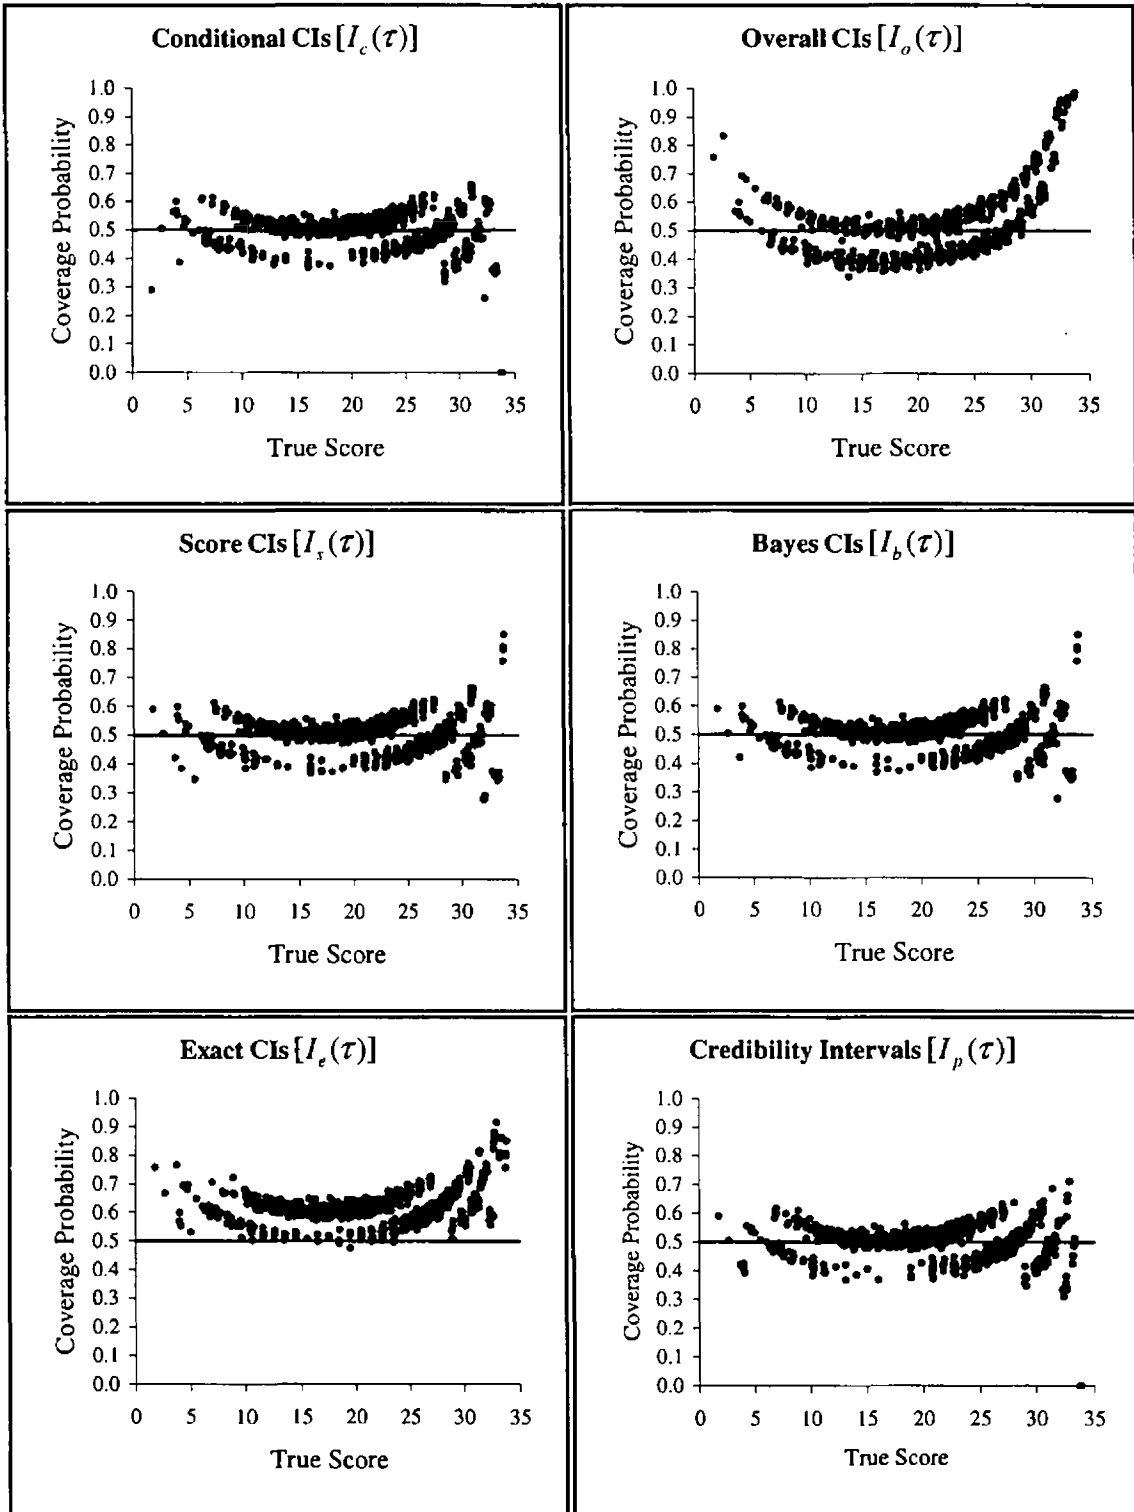 Conditional CIs [I_c(τ)]
Coverage Probability
1.0
0.9
0.8
0.7
0.6
0.5
0.4
0.3
0.2
0.1
0.0
0 5 10 15 20 25 30 35
True Score
Overall CIs [I_o(τ)]
Coverage Probability
1.0
0.9
0.8
0.7
0.6
0.5
0.4
0.3
0.2
0.1
0.0
0 5 10 15 20 25 30 35
True Score
Score CIs [I_s(τ)]
Coverage Probability
1.0
0.9
0.8
0.7
0.6
0.5
0.4
0.3
0.2
0.1
0.0
0 5 10 15 20 25 30 35
True Score
Bayes CIs [I_b(τ)]
Coverage Probability
1.0
0.9
0.8
0.7
0.6
0.5
0.4
0.3
0.2
0.1
0.0
0 5 10 15 20 25 30 35
True Score
Exact CIs [I_e(τ)]
Coverage Probability
1.0
0.9
0.8
0.7
0.6
0.5
0.4
0.3
0.2
0.1
0.0
0 5 10 15 20 25 30 35
True Score
Credibility Intervals [I_p(τ)]
Coverage Probability
1.0
0.9
0.8
0.7
0.6
0.5
0.4
0.3
0.2
0.1
0.0
0 5 10 15 20 25 30 35
True Score